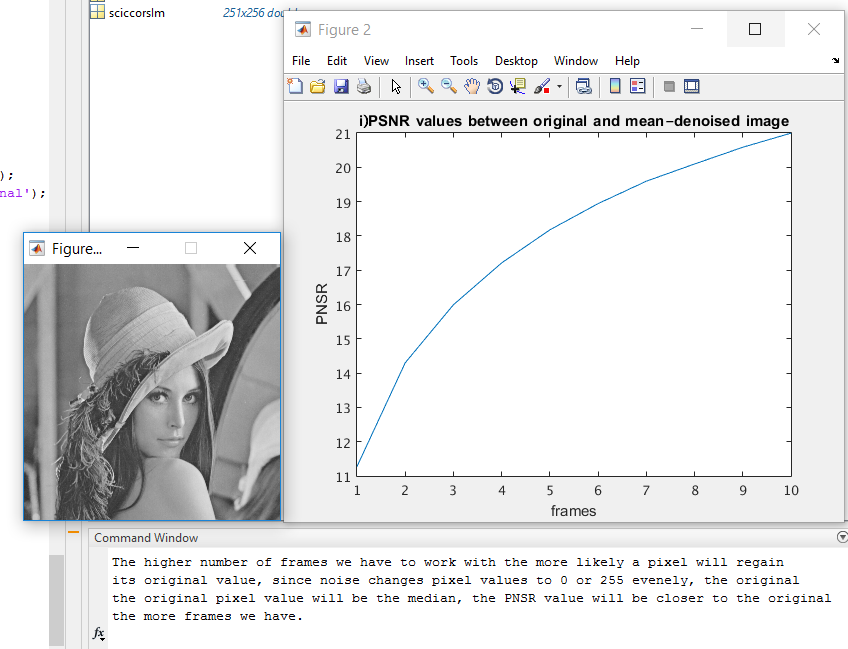 sciccorslm 251x256 doub
);
nal');
Figure 2
File Edit View Insert Tools Desktop Window Help
i)PSNR values between original and mean-denoised image
21
20
19
18
17
16
15
14
13
12
11
PNSR
1 2 3 4 5 6 7 8 9 10
frames
Figure...
Command Window
The higher number of frames we have to work with the more likely a pixel will regain
its original value, since noise changes pixel values to 0 or 255 evenely, the original
the original pixel value will be the median, the PNSR value will be closer to the original
the more frames we have.
fx